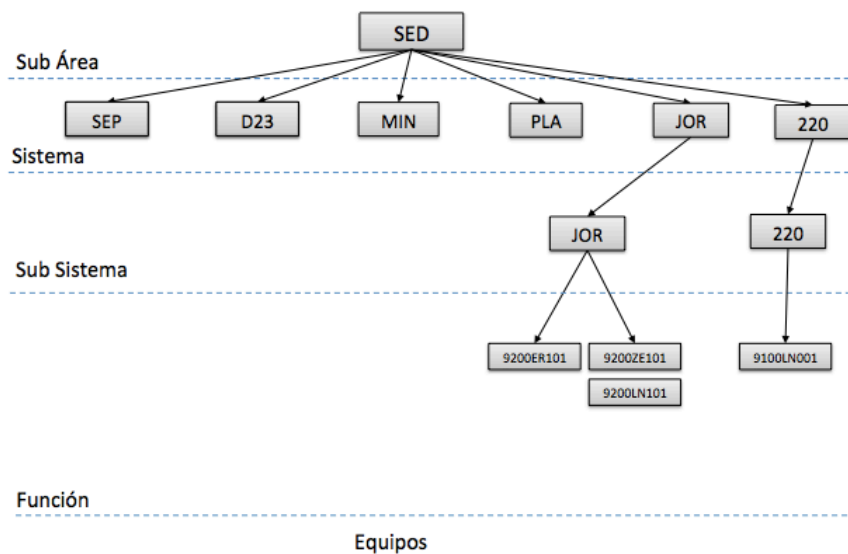 SED
Sub Área
SEP D23 MIN PLA JOR 220
Sistema
JOR 220
Sub Sistema
9200ER101 9200ZE101 9100LN001
9200LN101
Función
Equipos